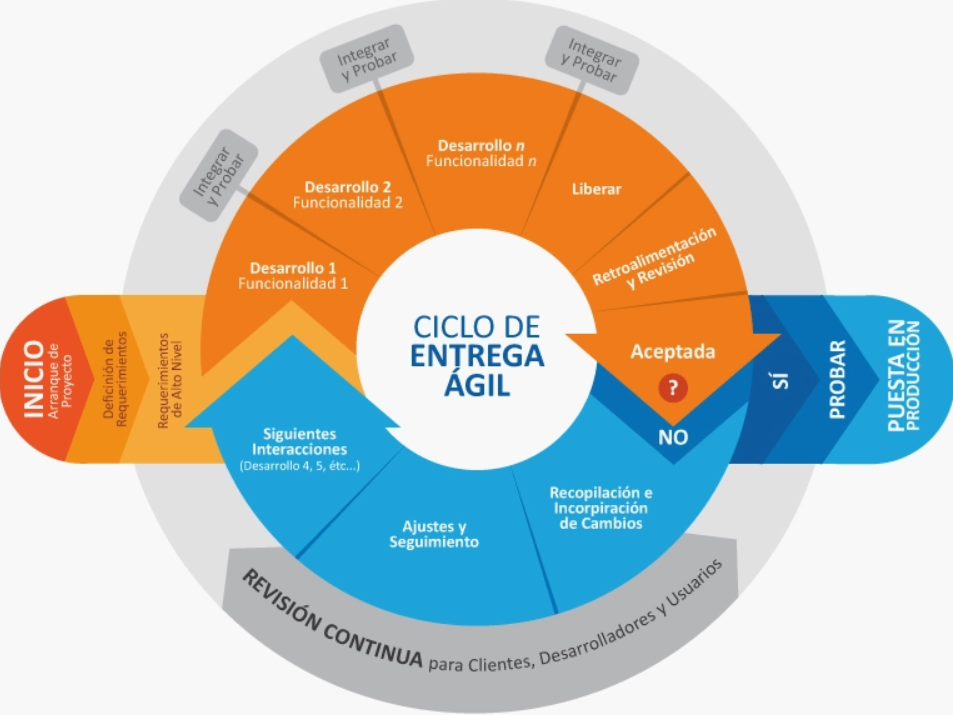 INICIO
Arranque de
Proyecto
Definición de
Requerimientos
Requerimientos
de Alto Nivel
Desarrollo 1
Funcionalidad 1
Integrar
y Probar
Desarrollo 2
Funcionalidad 2
Integrar
y Probar
Desarrollo n
Funcionalidad n
Integrar
y Probar
Liberar
Retroalimentación
y Revisión
Aceptada
?
SÍ
PROBAR
PUESTA EN
PRODUCCIÓN
NO
Recopilación e
Incorpiración
de Cambios
Ajustes y
Seguimiento
Siguientes
Interacciones
(Desarrollo 4, 5, étc...)
CICLO DE
ENTREGA
ÁGIL
REVISIÓN CONTINUA para Clientes, Desarrolladores y Usuarios